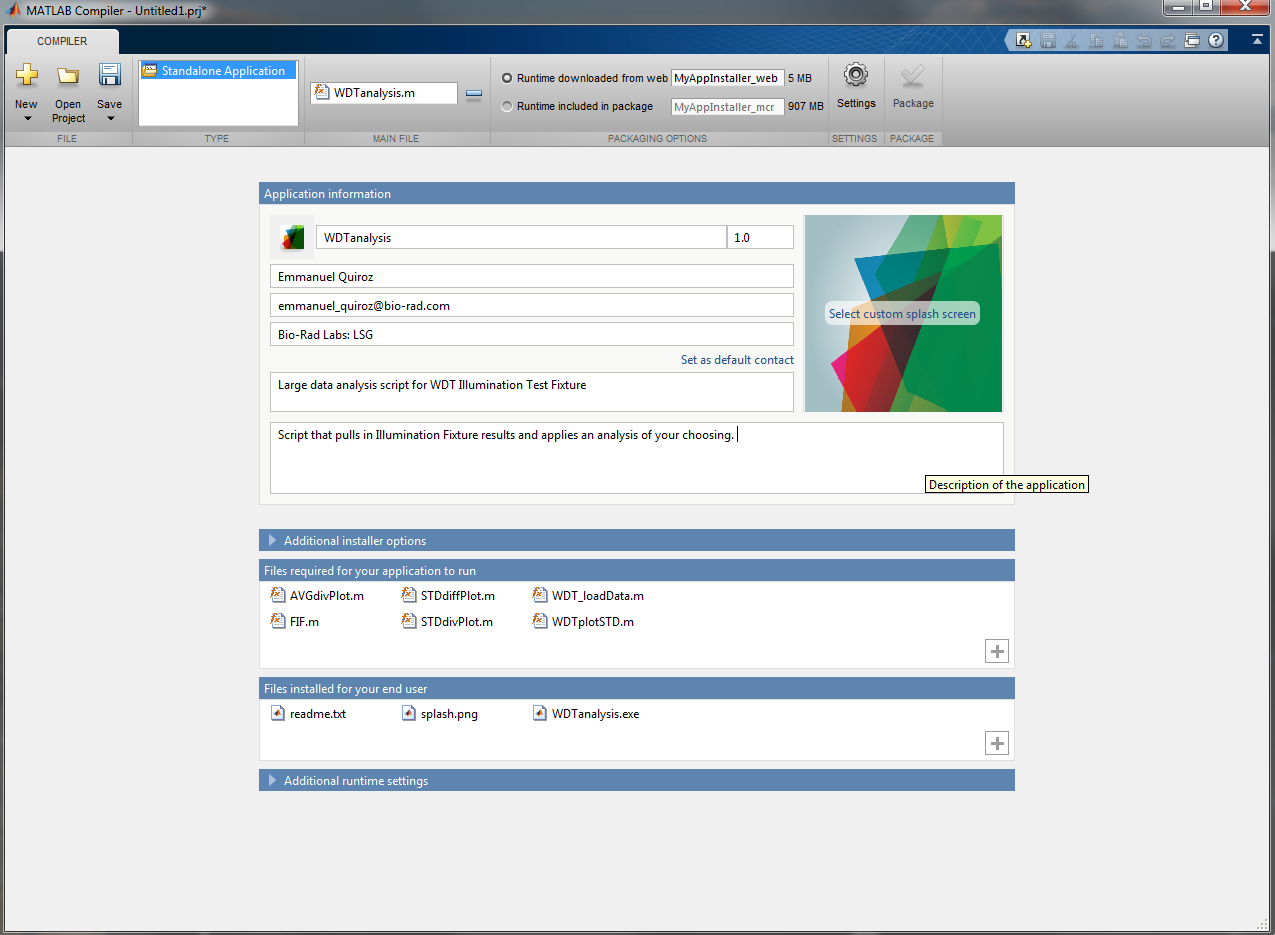 MATLAB Compiler - Untitled1.prj*
COMPILER
New
Open Project
Save
FILE
Standalone Application
TYPE
WDTanalysis.m
MAIN FILE
Runtime downloaded from web MyAppInstaller_web 5 MB
Runtime included in package MyAppInstaller_mcr 907 MB
PACKAGING OPTIONS
Settings
SETTINGS
Package
PACKAGE
Application information
WDTanalysis 1.0
Emmanuel Quiroz
emmanuel_quiroz@bio-rad.com
Bio-Rad Labs: LSG
Set as default contact
Select custom splash screen
Large data analysis script for WDT Illumination Test Fixture
Script that pulls in Illumination Fixture results and applies an analysis of your choosing.
Description of the application
Additional installer options
Files required for your application to run
AVGdivPlot.m STDdiffPlot.m WDT_loadData.m
FIF.m STDdivPlot.m WDTplotSTD.m
Files installed for your end user
readme.txt splash.png WDTanalysis.exe
Additional runtime settings